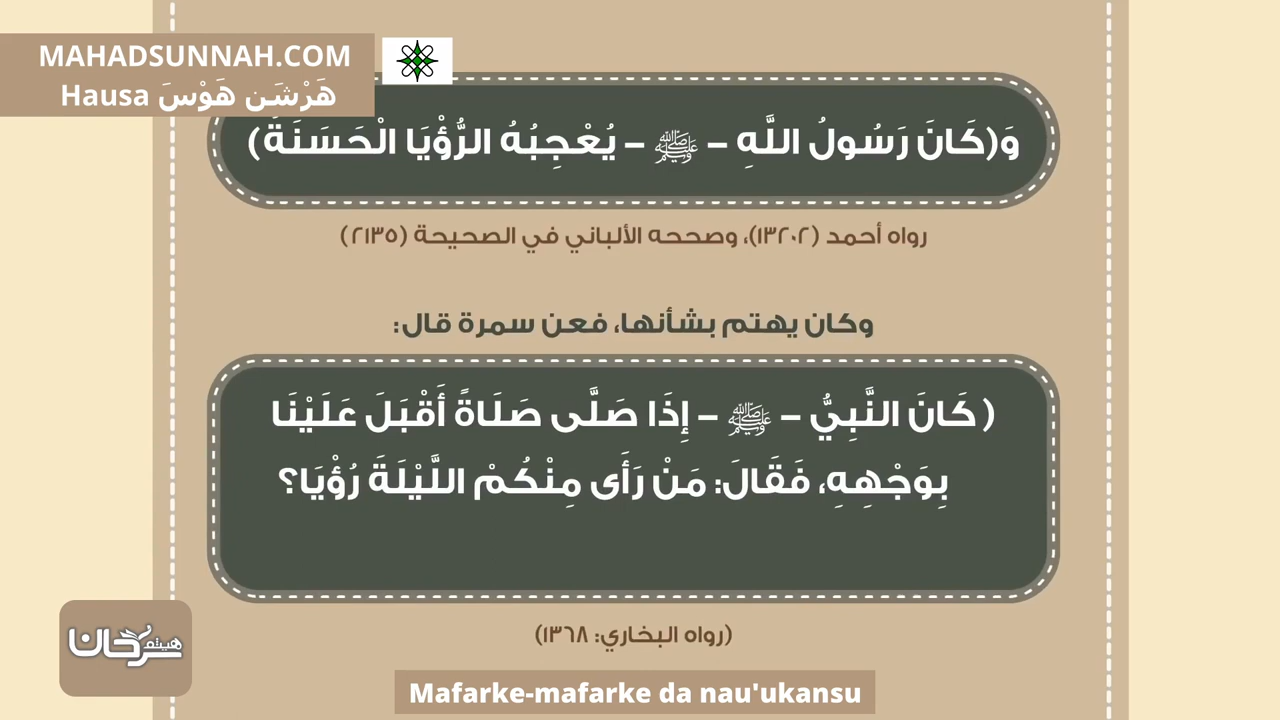 MAHADSUNNAH.COM
Hausa هَرْشَن هَوْسَ
وَ(كَانَ رَسُولُ اللَّهِ – ﷺ – يُعْجِبُهُ الرُّؤْيَا الْحَسَنَةُ)
رواه أحمد (١٣٢٠٢)، وصححه الألباني في الصحيحة (٢١٣٥)
وكان يهتم بشأنها، فعن سمرة قال:
( كَانَ النَّبِيُّ – ﷺ – إِذَا صَلَّى صَلَاةً أَقْبَلَ عَلَيْنَا
بِوَجْهِهِ، فَقَالَ: مَنْ رَأَى مِنْكُمْ اللَّيْلَةَ رُؤْيَا؟
(رواه البخاري: ١٣٦٨)
هيثم سرحان
Mafarke-mafarke da nau'ukansu